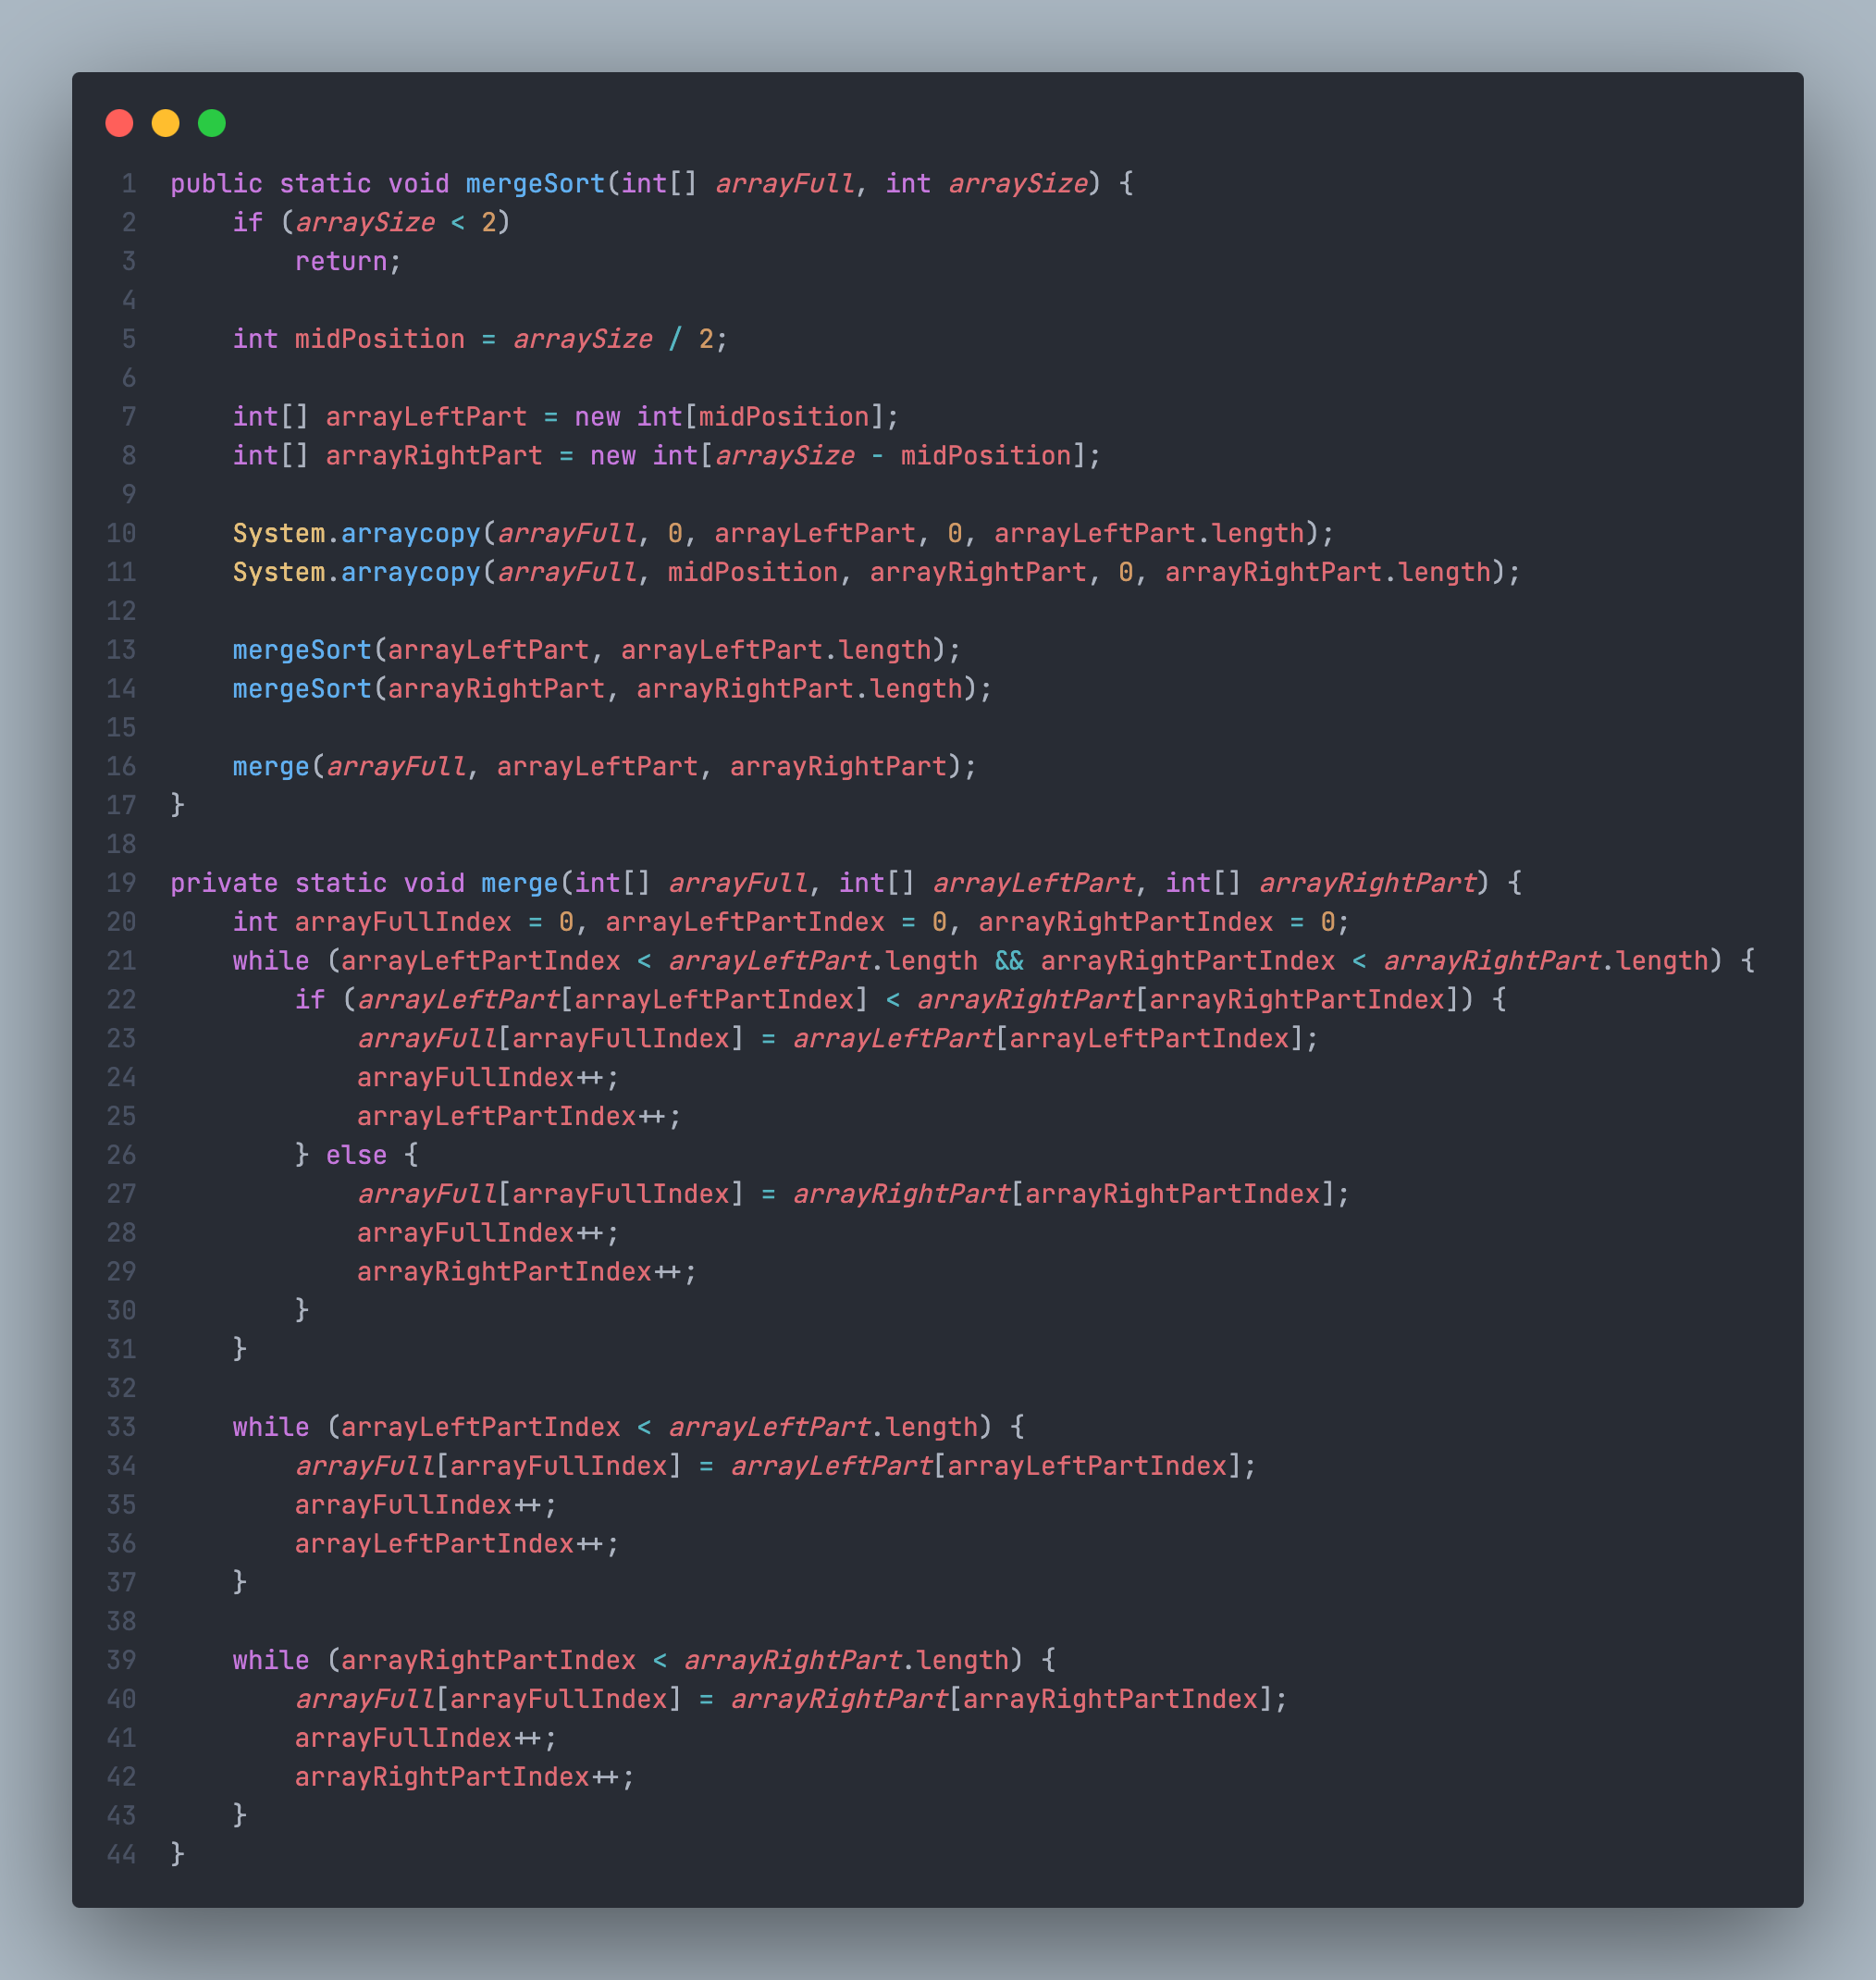 1 public static void mergeSort(int[] arrayFull, int arraySize) {
2     if (arraySize < 2)
3         return;
4
5     int midPosition = arraySize / 2;
6
7     int[] arrayLeftPart = new int[midPosition];
8     int[] arrayRightPart = new int[arraySize - midPosition];
9
10     System.arraycopy(arrayFull, 0, arrayLeftPart, 0, arrayLeftPart.length);
11     System.arraycopy(arrayFull, midPosition, arrayRightPart, 0, arrayRightPart.length);
12
13     mergeSort(arrayLeftPart, arrayLeftPart.length);
14     mergeSort(arrayRightPart, arrayRightPart.length);
15
16     merge(arrayFull, arrayLeftPart, arrayRightPart);
17 }
18
19 private static void merge(int[] arrayFull, int[] arrayLeftPart, int[] arrayRightPart) {
20     int arrayFullIndex = 0, arrayLeftPartIndex = 0, arrayRightPartIndex = 0;
21     while (arrayLeftPartIndex < arrayLeftPart.length && arrayRightPartIndex < arrayRightPart.length) {
22         if (arrayLeftPart[arrayLeftPartIndex] < arrayRightPart[arrayRightPartIndex]) {
23             arrayFull[arrayFullIndex] = arrayLeftPart[arrayLeftPartIndex];
24             arrayFullIndex++;
25             arrayLeftPartIndex++;
26         } else {
27             arrayFull[arrayFullIndex] = arrayRightPart[arrayRightPartIndex];
28             arrayFullIndex++;
29             arrayRightPartIndex++;
30         }
31     }
32
33     while (arrayLeftPartIndex < arrayLeftPart.length) {
34         arrayFull[arrayFullIndex] = arrayLeftPart[arrayLeftPartIndex];
35         arrayFullIndex++;
36         arrayLeftPartIndex++;
37     }
38
39     while (arrayRightPartIndex < arrayRightPart.length) {
40         arrayFull[arrayFullIndex] = arrayRightPart[arrayRightPartIndex];
41         arrayFullIndex++;
42         arrayRightPartIndex++;
43     }
44 }